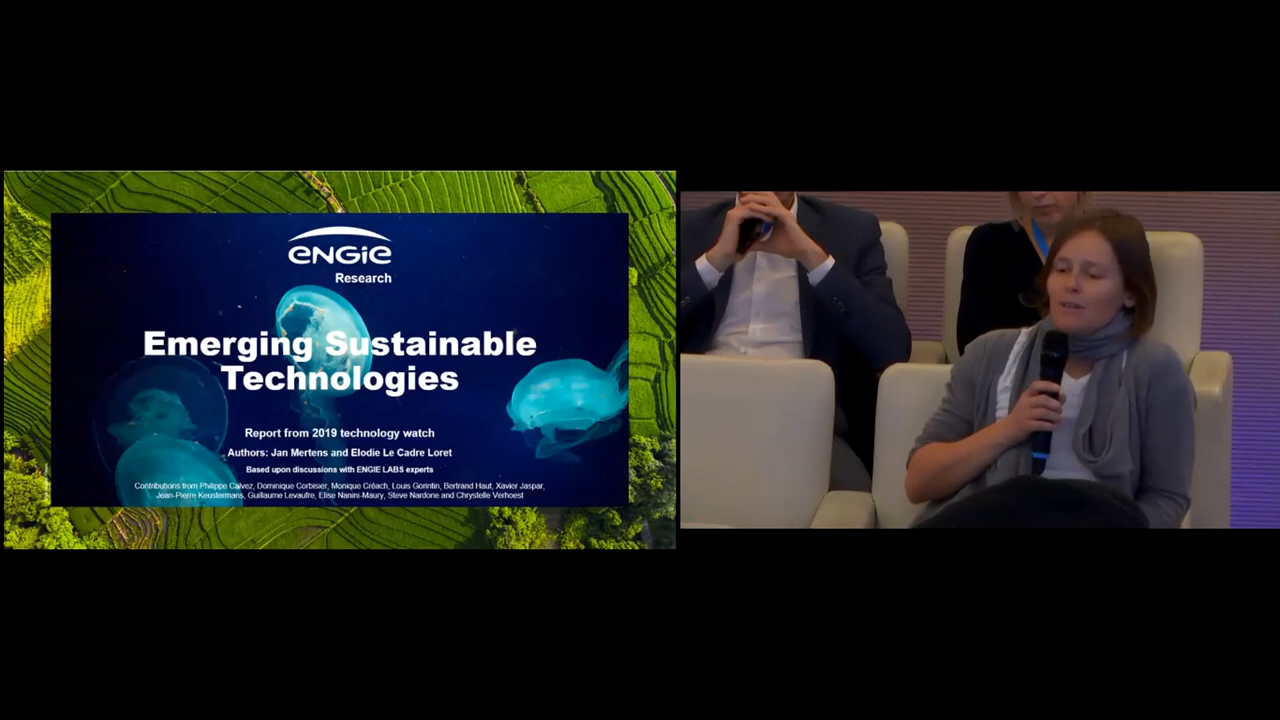 ENGIE
Research
Emerging Sustainable
Technologies
Report from 2019 technology watch
Authors: Jan Mertens and Elodie Le Cadre Loret
Based upon discussions with ENGIE LABS experts
Contributions from Philippe Calvez, Dominique Corbisier, Monique Créach, Louis Gorintin, Bertrand Haut, Xavier Jaspar,
Jean-Pierre Keustermans, Guillaume Levaufre, Elise Nanini-Maury, Steve Nardone and Chrystelle Verhoest